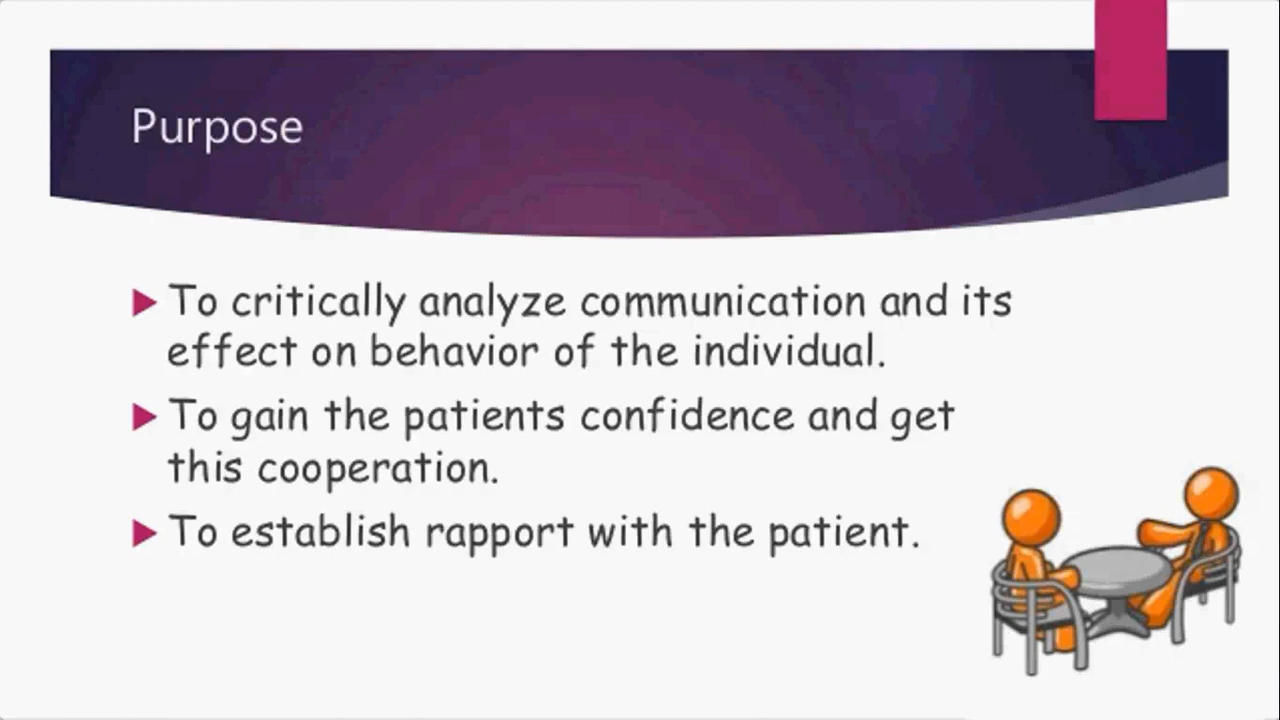 Purpose
To critically analyze communication and its
effect on behavior of the individual.
To gain the patients confidence and get
this cooperation.
To establish rapport with the patient.